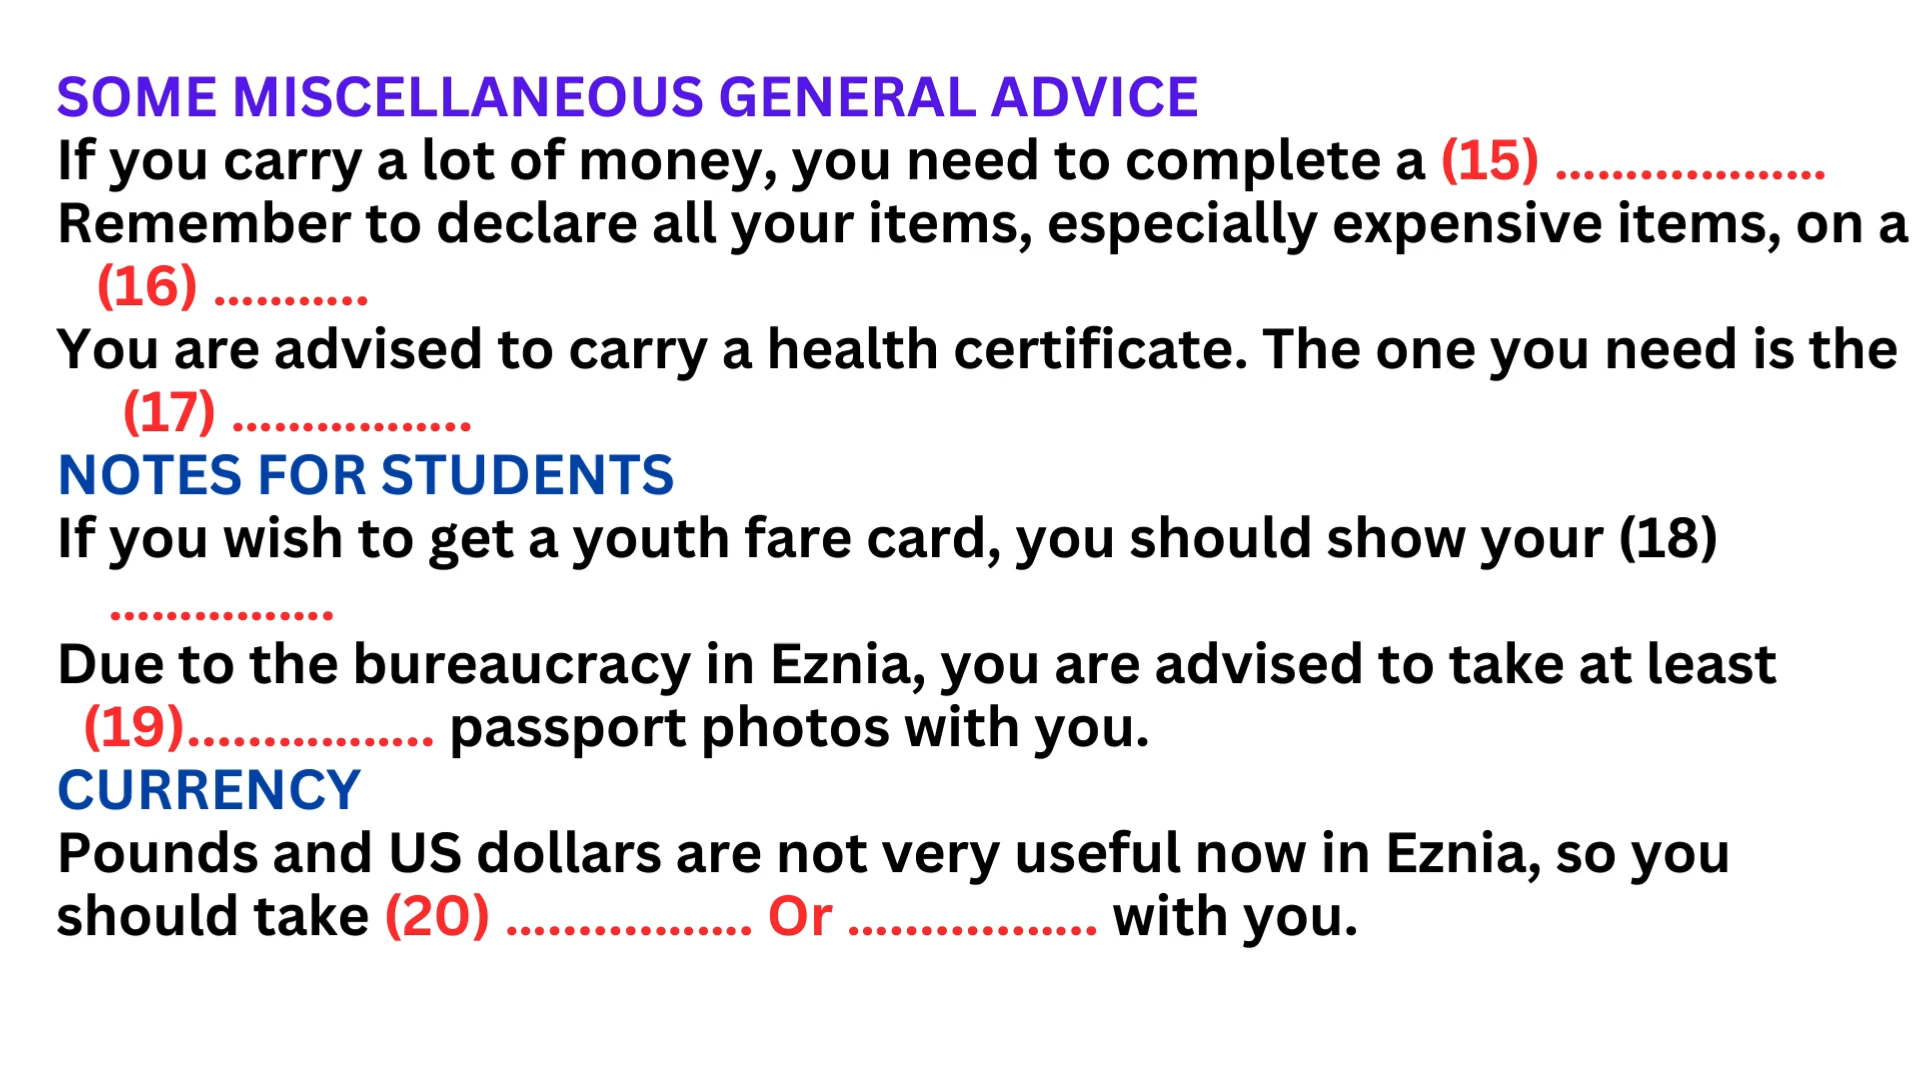 SOME MISCELLANEOUS GENERAL ADVICE
If you carry a lot of money, you need to complete a (15) ...................
Remember to declare all your items, especially expensive items, on a
(16) ...........
You are advised to carry a health certificate. The one you need is the
(17) .................
NOTES FOR STUDENTS
If you wish to get a youth fare card, you should show your (18)
................
Due to the bureaucracy in Eznia, you are advised to take at least
(19)................. passport photos with you.
CURRENCY
Pounds and US dollars are not very useful now in Eznia, so you
should take (20) ................. Or ................. with you.